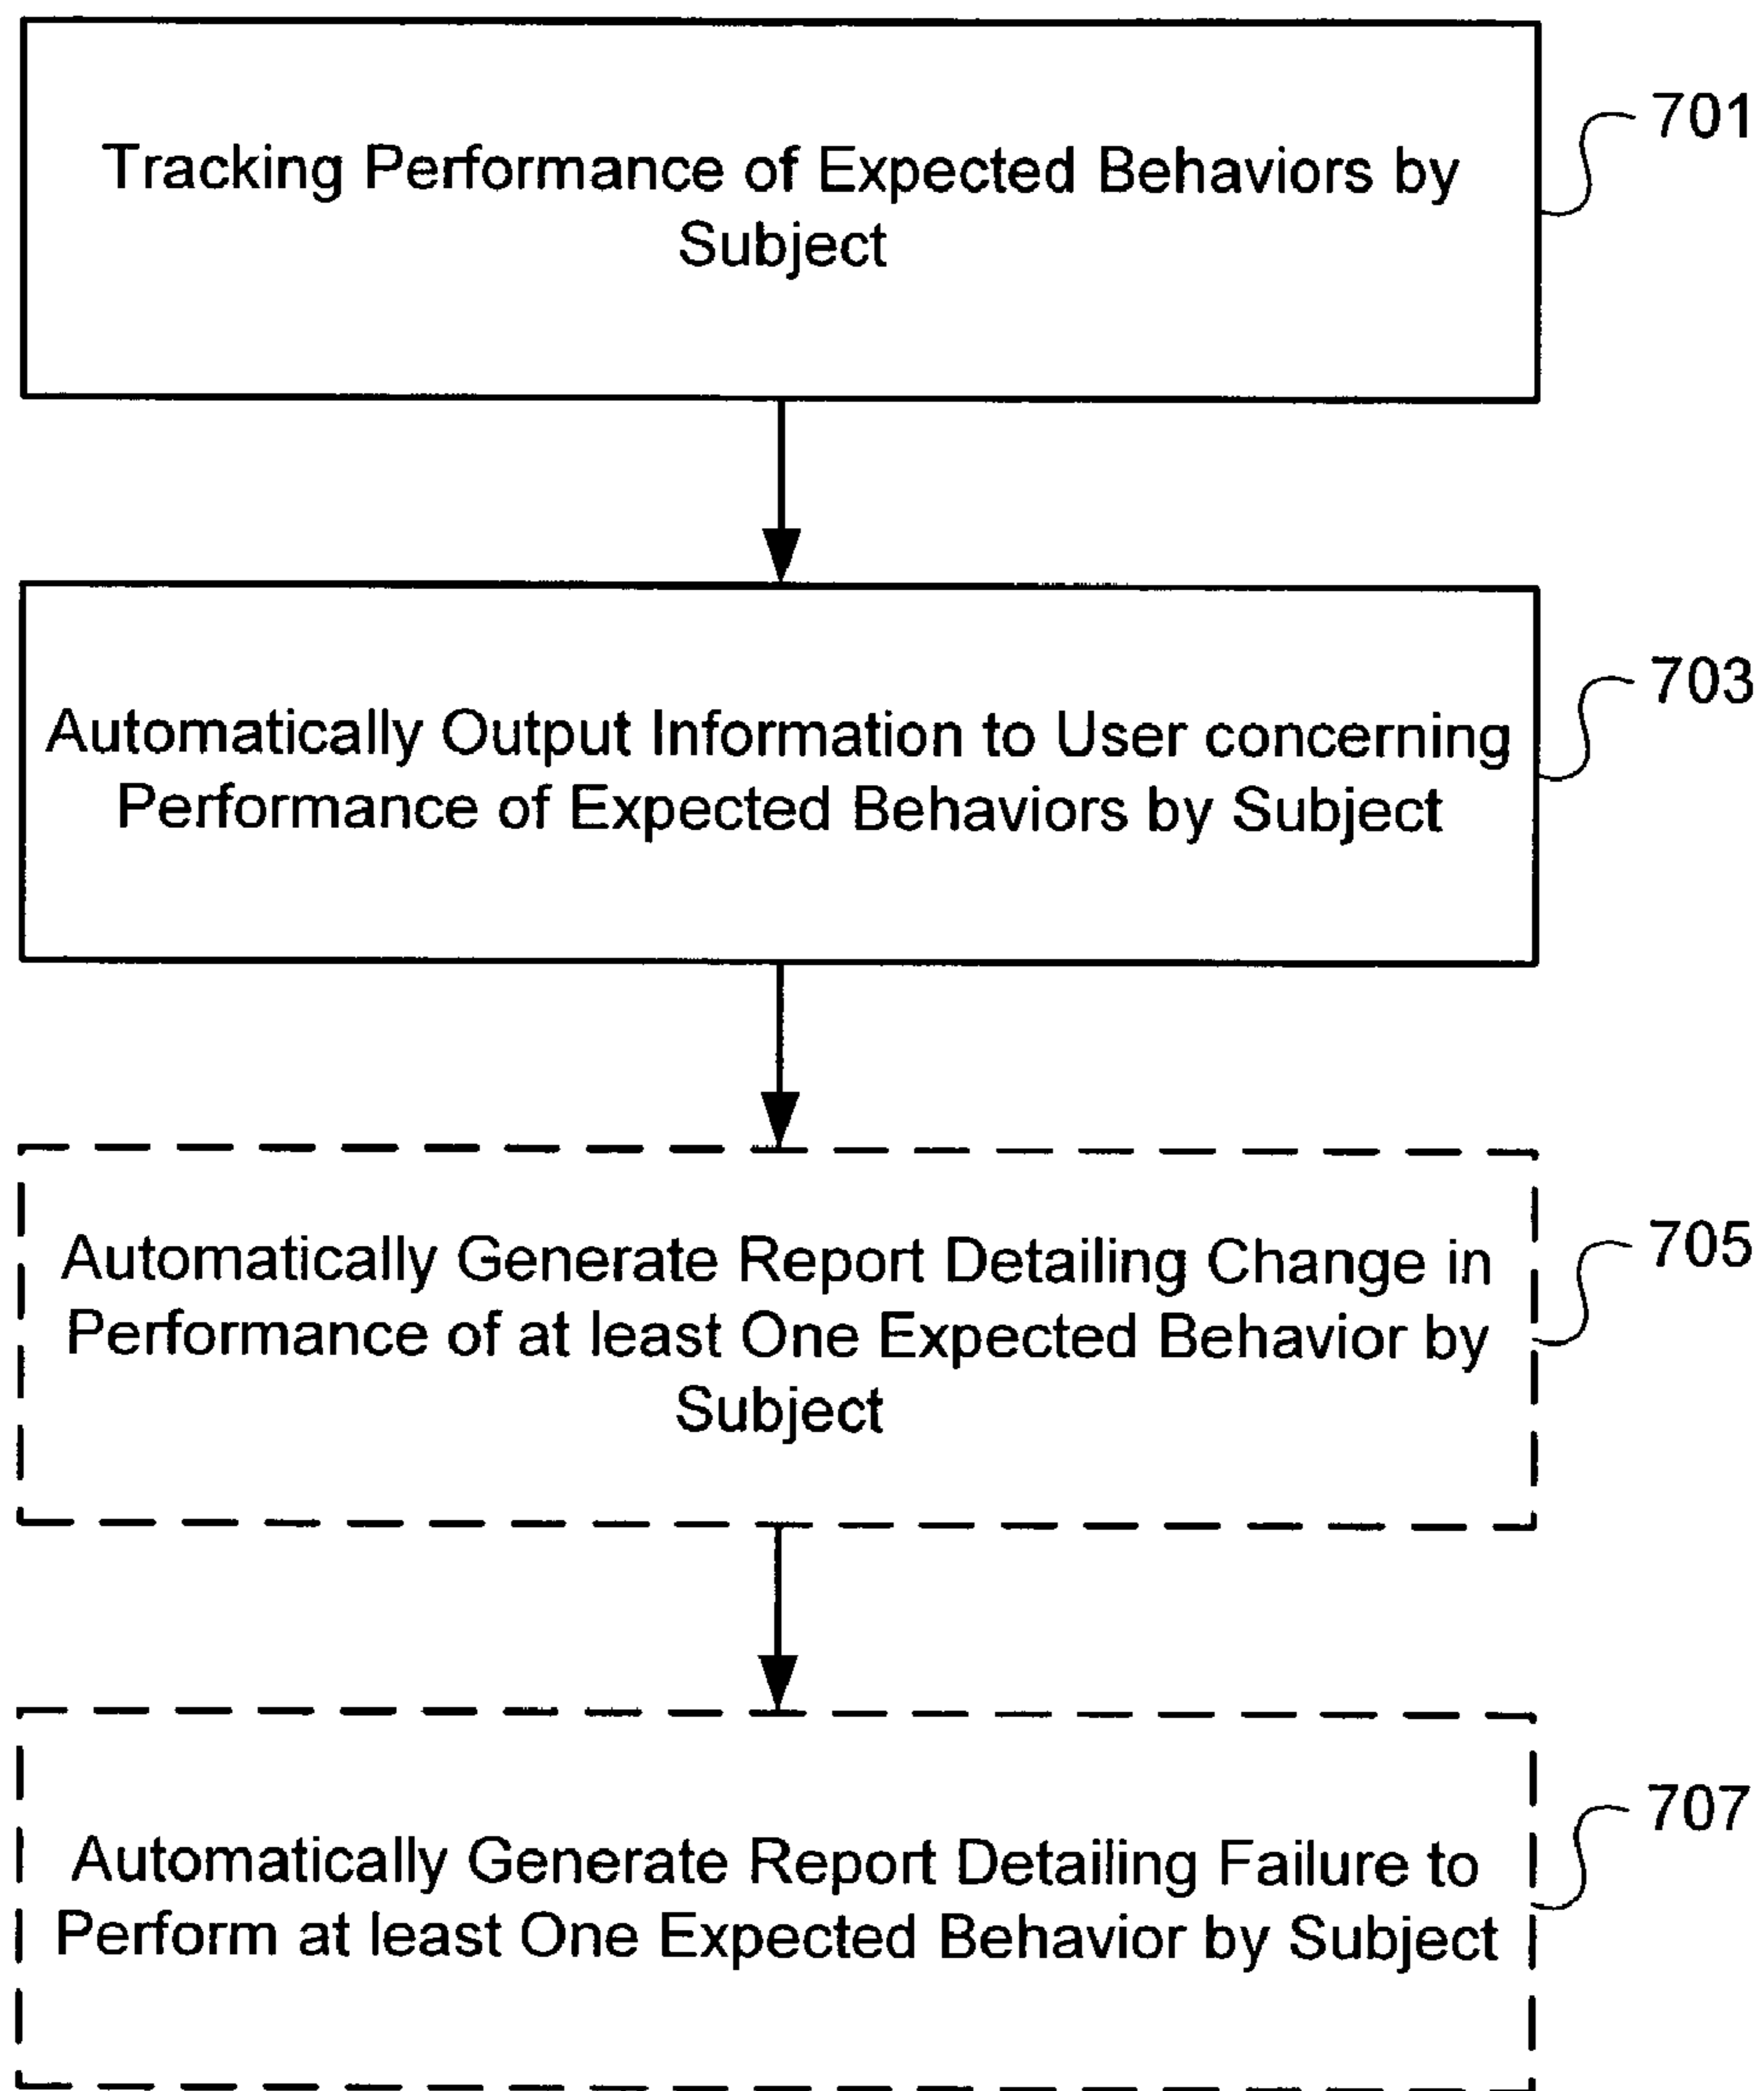 701
Tracking Performance of Expected Behaviors by
Subject
703
Automatically Output Information to User concerning
Performance of Expected Behaviors by Subject
705
Automatically Generate Report Detailing Change in
Performance of at least One Expected Behavior by
Subject
707
Automatically Generate Report Detailing Failure to
Perform at least One Expected Behavior by Subject